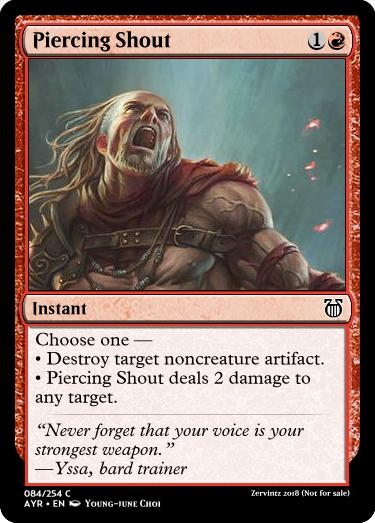 Piercing Shout 1
Instant
Choose one —
• Destroy target noncreature artifact.
• Piercing Shout deals 2 damage to
any target.
“Never forget that your voice is your
strongest weapon.”
—Yssa, bard trainer
084/254 C
AYR • EN Young-june Choi
Zervintz 2018 (Not for sale)